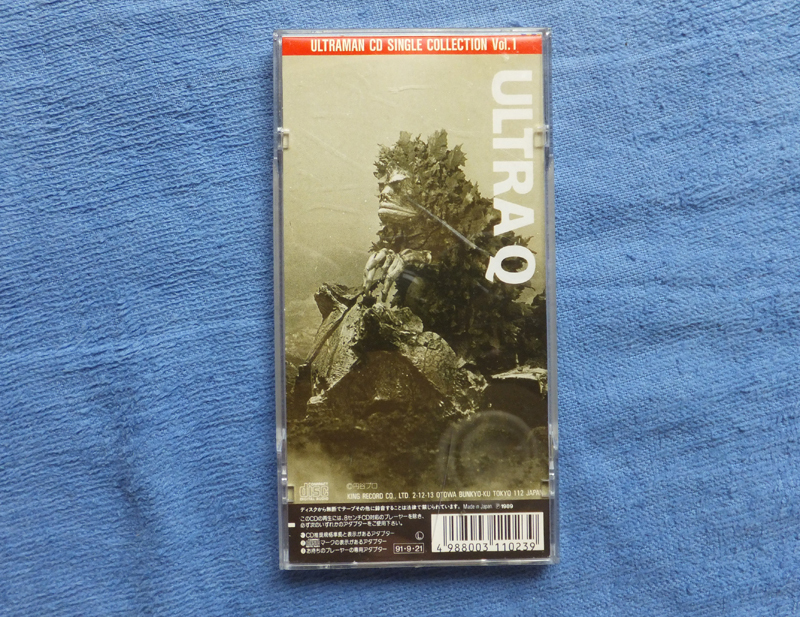 ULTRAMAN CD SINGLE COLLECTION Vol.1
ULTRA Q
©円谷プロ
KING RECORD CO., LTD. 2-12-13 OTOWA BUNKYO-KU TOKYO 112 JAPAN
ディスクから無断でテープその他に録音することは法律で禁じられています。 Made in Japan ℗1989
このCDの再生には、8センチCD対応のプレーヤーを除き、
必ず次のいずれかのアダプターをご使用下さい。
❶CD推奨規格準拠と表示があるアダプター
❷マークの表示があるアダプター
❸お持ちのプレーヤーの専用アダプター
91·9·21
Ⓛ
4 988003 110239